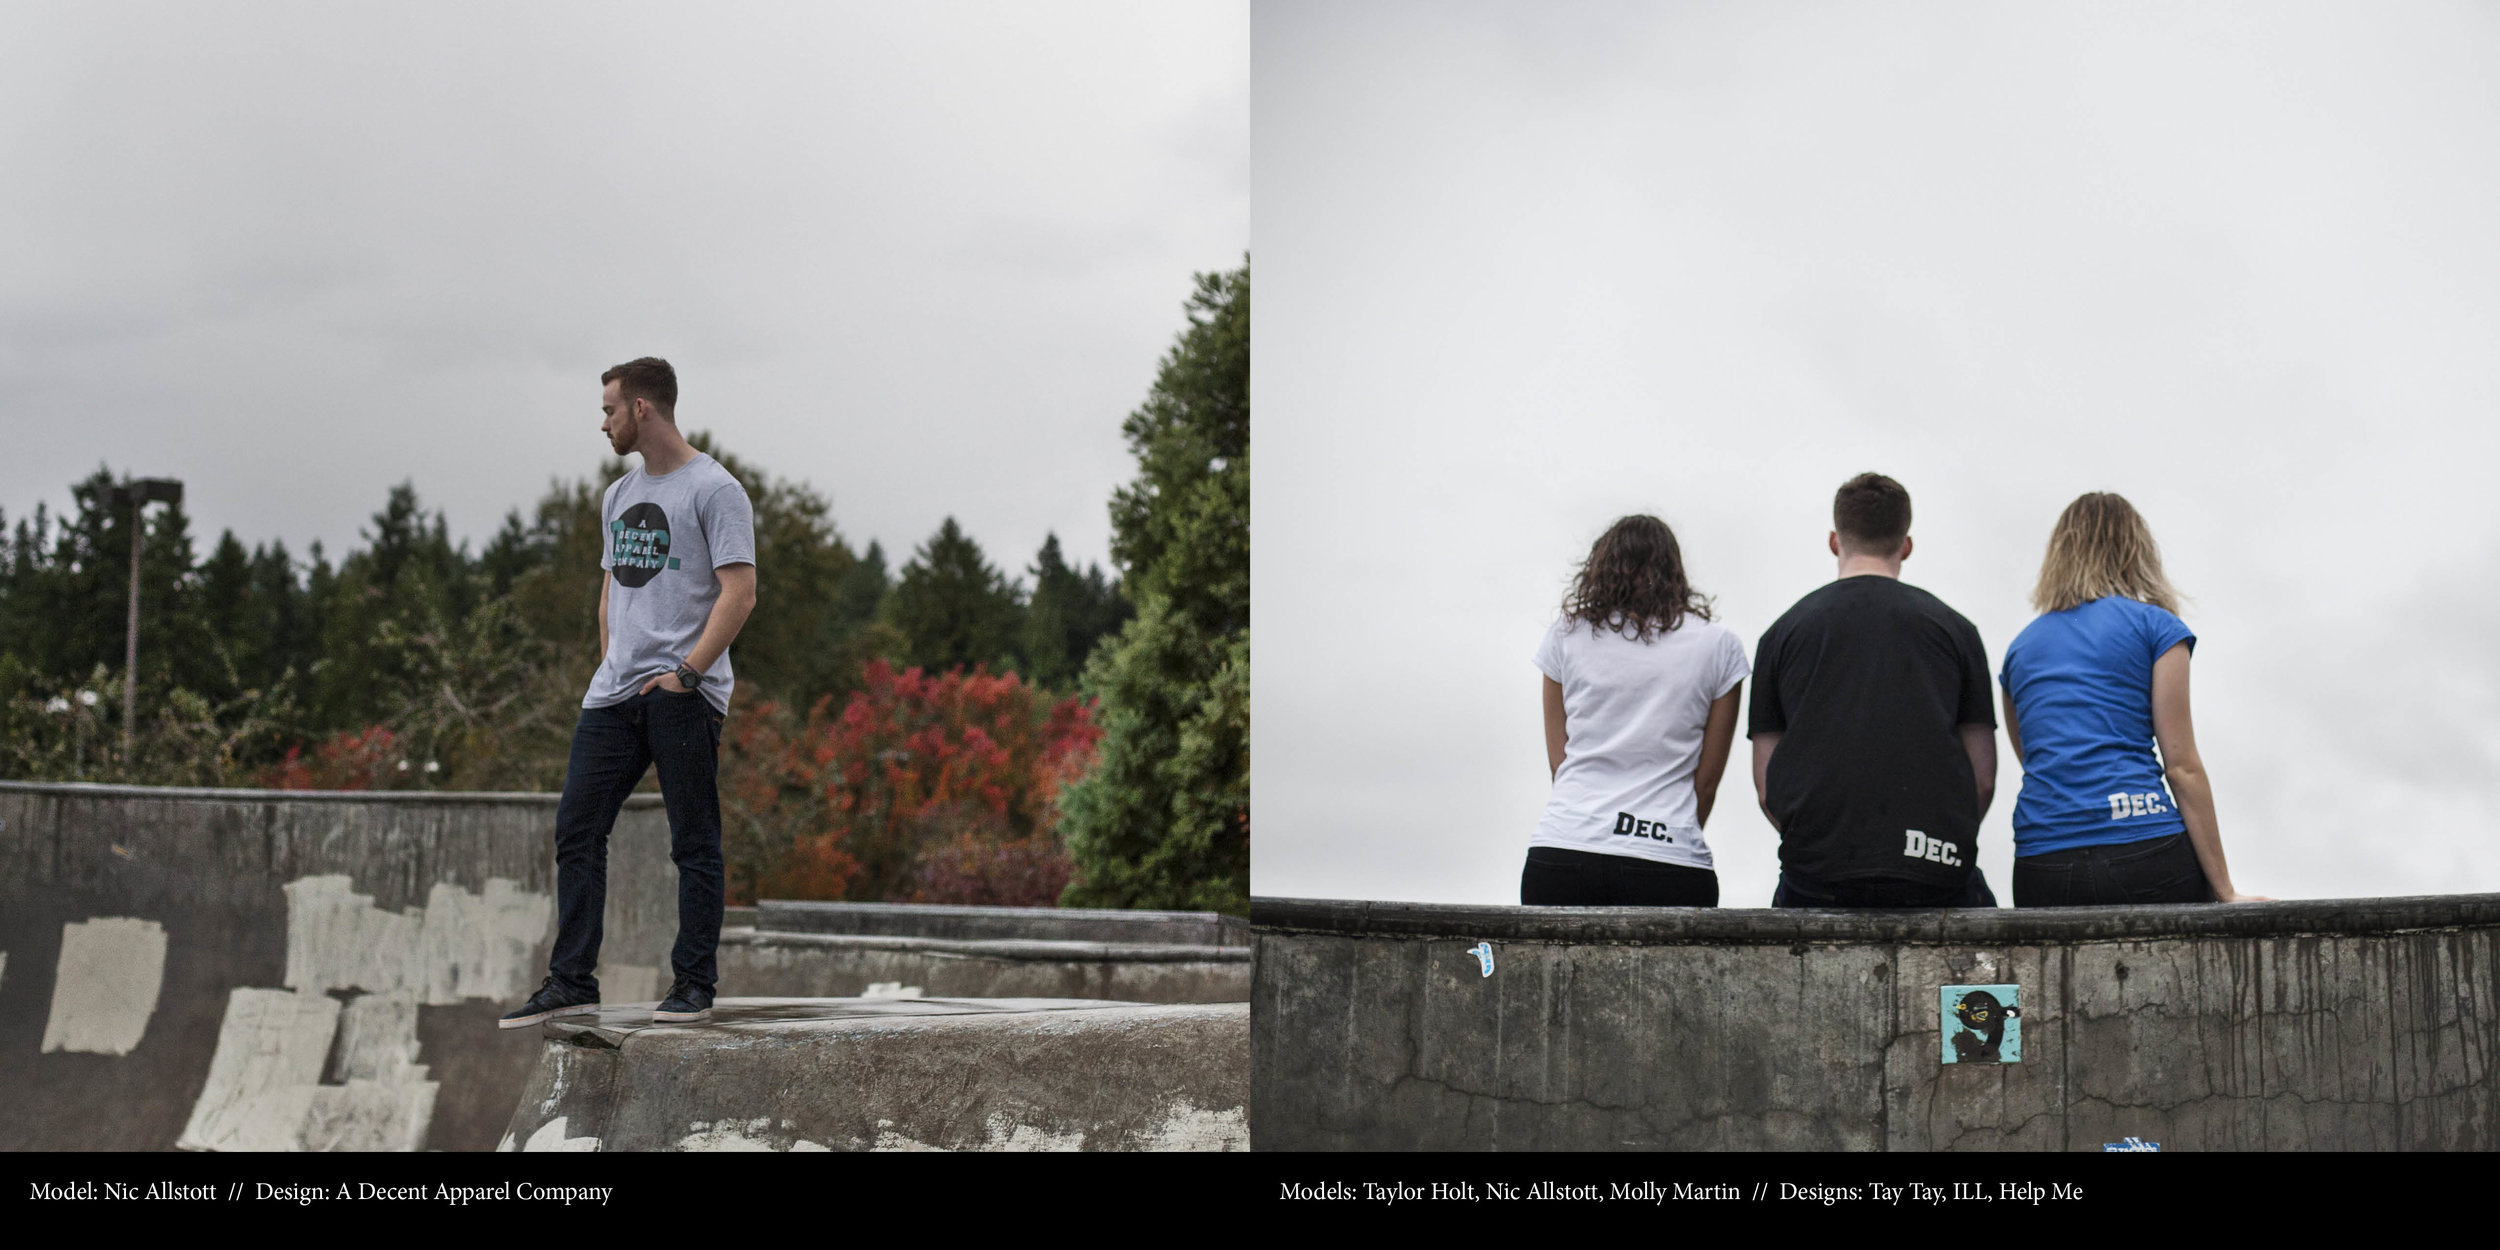 A
DECENT
APPAREL
COMPANY
DEC.
DEC.
DEC.
DEC.
Model: Nic Allstott // Design: A Decent Apparel Company
Models: Taylor Holt, Nic Allstott, Molly Martin // Designs: Tay Tay, ILL, Help Me